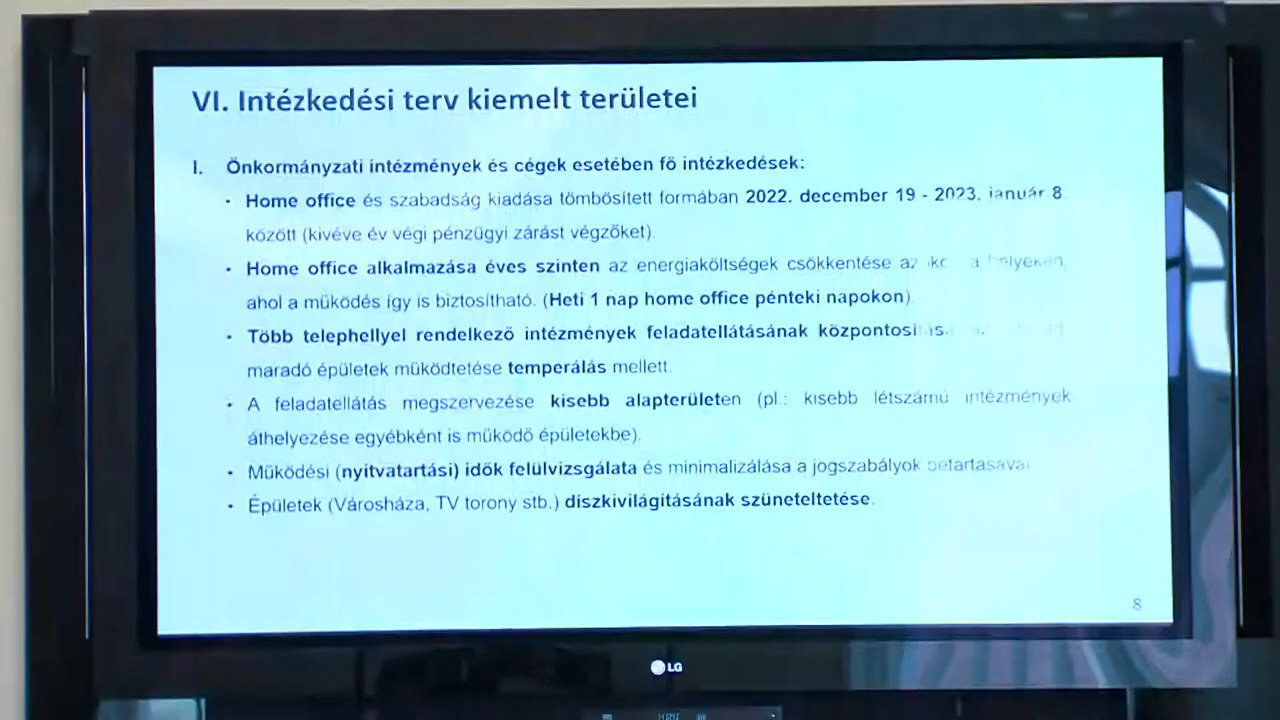 VI. Intézkedési terv kiemelt területei
I. Önkormányzati intézmények és cégek esetében fő intézkedések:
• Home office és szabadság kiadása tömbösített formában 2022. december 19 - 2023. január 8.
között (kivéve év végi pénzügyi zárást végzőket).
• Home office alkalmazása éves szinten az energiaköltségek csökkentése helyeken,
ahol a működés így is biztosítható. (Heti 1 nap home office pénteki napokon)
• Több telephellyel rendelkező intézmények feladatellátásának
maradó épületek működtetése temperálás mellett.
• A feladatellátás megszervezése kisebb alapterületen (pl.: kisebb létszámú intézmények
áthelyezése egyébként is működő épületekbe).
• Működési (nyitvatartási) idők felülvizsgálata és minimalizálása a jogszabályok betartásával
• Épületek (Városháza, TV torony stb.) díszkivilágításának szüneteltetése.
8
LG